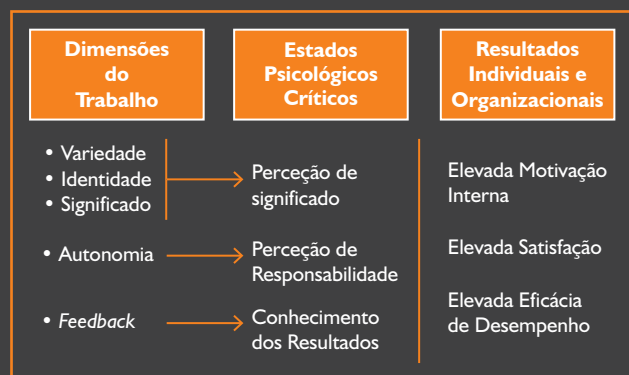 Dimensões
do
Trabalho
Estados
Psicológicos
Críticos
Resultados
Individuais e
Organizacionais
• Variedade
• Identidade
• Significado
Perceção de
significado
• Autonomia
Perceção de
Responsabilidade
• Feedback
Conhecimento
dos Resultados
Elevada Motivação
Interna
Elevada Satisfação
Elevada Eficácia
de Desempenho